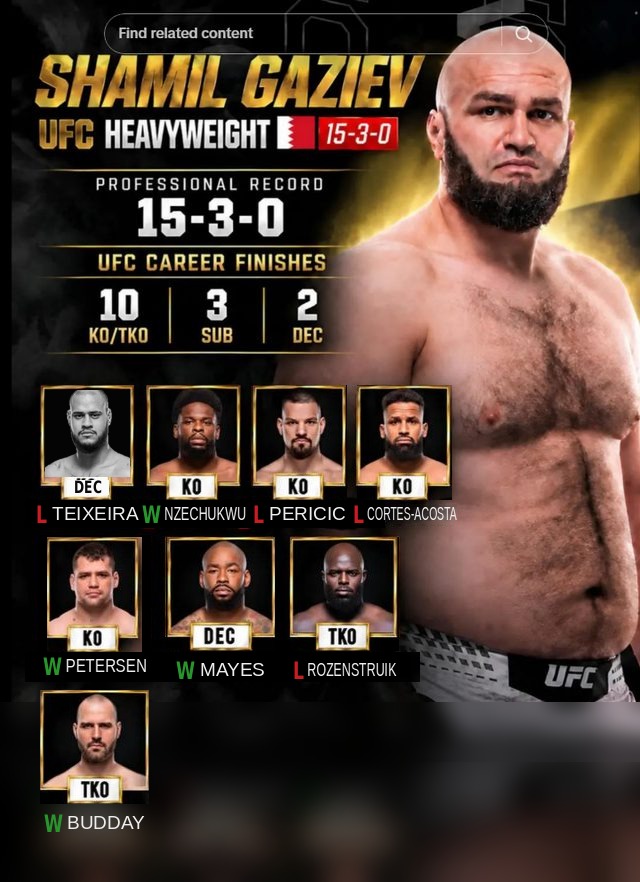 Find related content
SHAMIL GAZIEV
UFC HEAVYWEIGHT 15-3-0
PROFESSIONAL RECORD
15-3-0
UFC CAREER FINISHES
10 3 2
KO/TKO SUB DEC
DEC KO KO KO
L TEIXEIRA W NZECHUKWU L PERICIC L CORTES-ACOSTA
KO DEC TKO
W PETERSEN W MAYES L ROZENSTRUIK
UFC
TKO
W BUDDAY